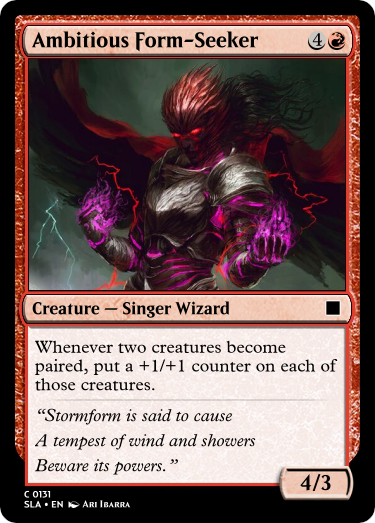 Ambitious Form-Seeker 4
Creature — Singer Wizard
Whenever two creatures become
paired, put a +1/+1 counter on each of
those creatures.
“Stormform is said to cause
A tempest of wind and showers
Beware its powers.”
4/3
C 0131
SLA • EN Ari Ibarra